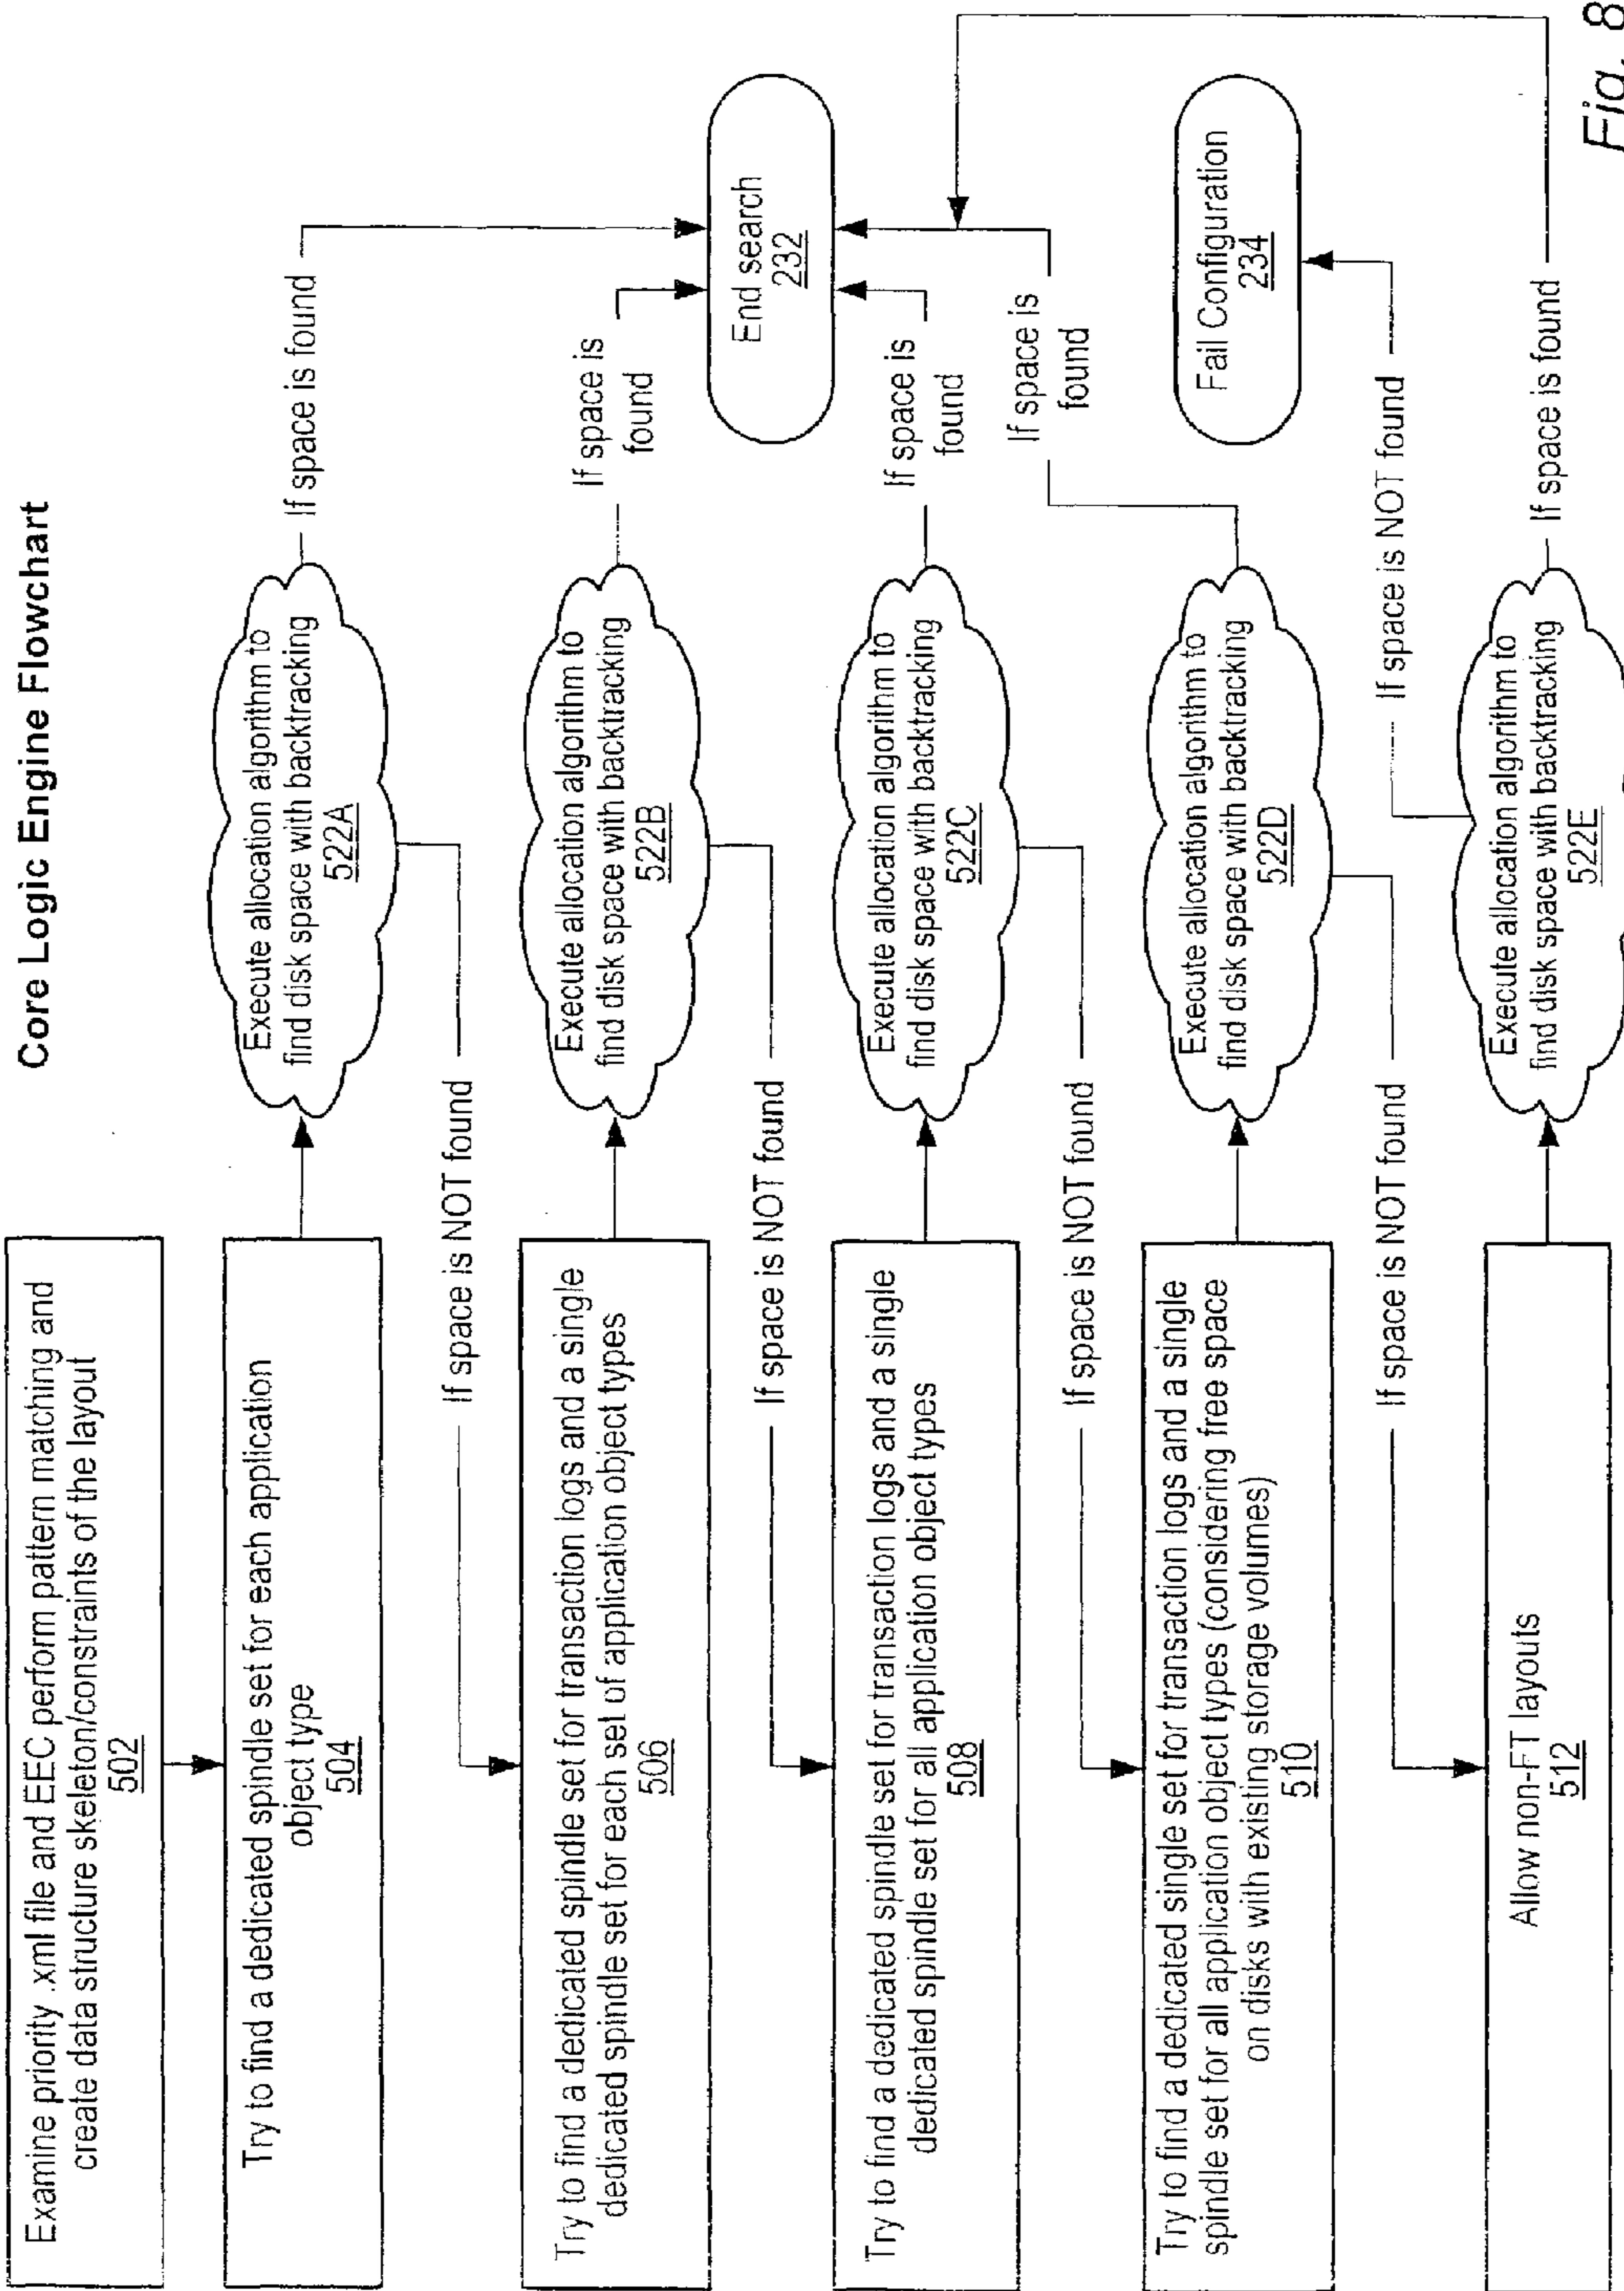 Core Logic Engine Flowchart
Examine priority .xml file and EEC perform pattern matching and
create data structure skeleton/constraints of the layout
502
Try to find a dedicated spindle set for each application
object type
504
Execute allocation algorithm to
find disk space with backtracking
522A
If space is found
If space is NOT found
Try to find a dedicated spindle set for transaction logs and a single
dedicated spindle set for each set of application object types
506
Execute allocation algorithm to
find disk space with backtracking
522B
If space is
found
End search
232
If space is NOT found
Try to find a dedicated spindle set for transaction logs and a single
dedicated spindle set for all application object types
508
Execute allocation algorithm to
find disk space with backtracking
522C
If space is
found
If space is NOT found
If space is
found
Try to find a dedicated single set for transaction logs and a single
spindle set for all application object types (considering free space
on disks with existing storage volumes)
510
Execute allocation algorithm to
find disk space with backtracking
522D
Fail Configuration
234
If space is NOT found
If space is NOT found
Allow non-FT layouts
512
Execute allocation algorithm to
find disk space with backtracking
522E
If space is found
Fig. 8